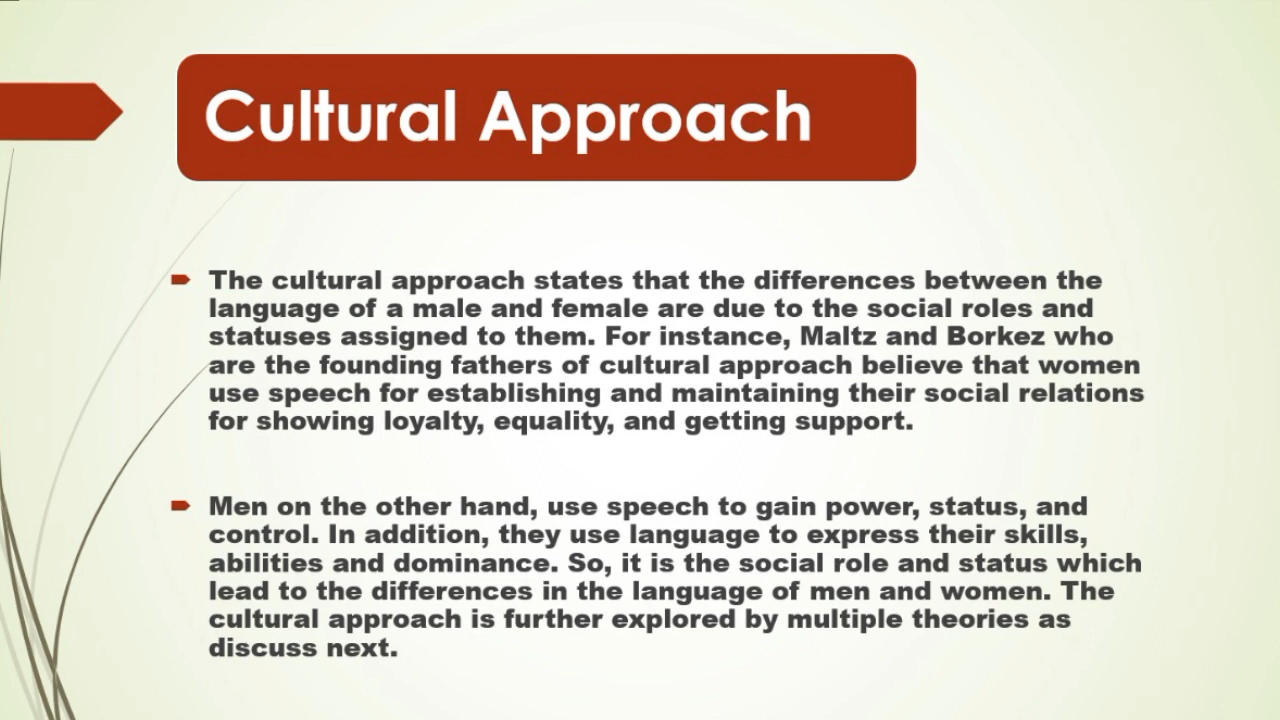 Cultural Approach
The cultural approach states that the differences between the
language of a male and female are due to the social roles and
statuses assigned to them. For instance, Maltz and Borkez who
are the founding fathers of cultural approach believe that women
use speech for establishing and maintaining their social relations
for showing loyalty, equality, and getting support.
Men on the other hand, use speech to gain power, status, and
control. In addition, they use language to express their skills,
abilities and dominance. So, it is the social role and status which
lead to the differences in the language of men and women. The
cultural approach is further explored by multiple theories as
discuss next.